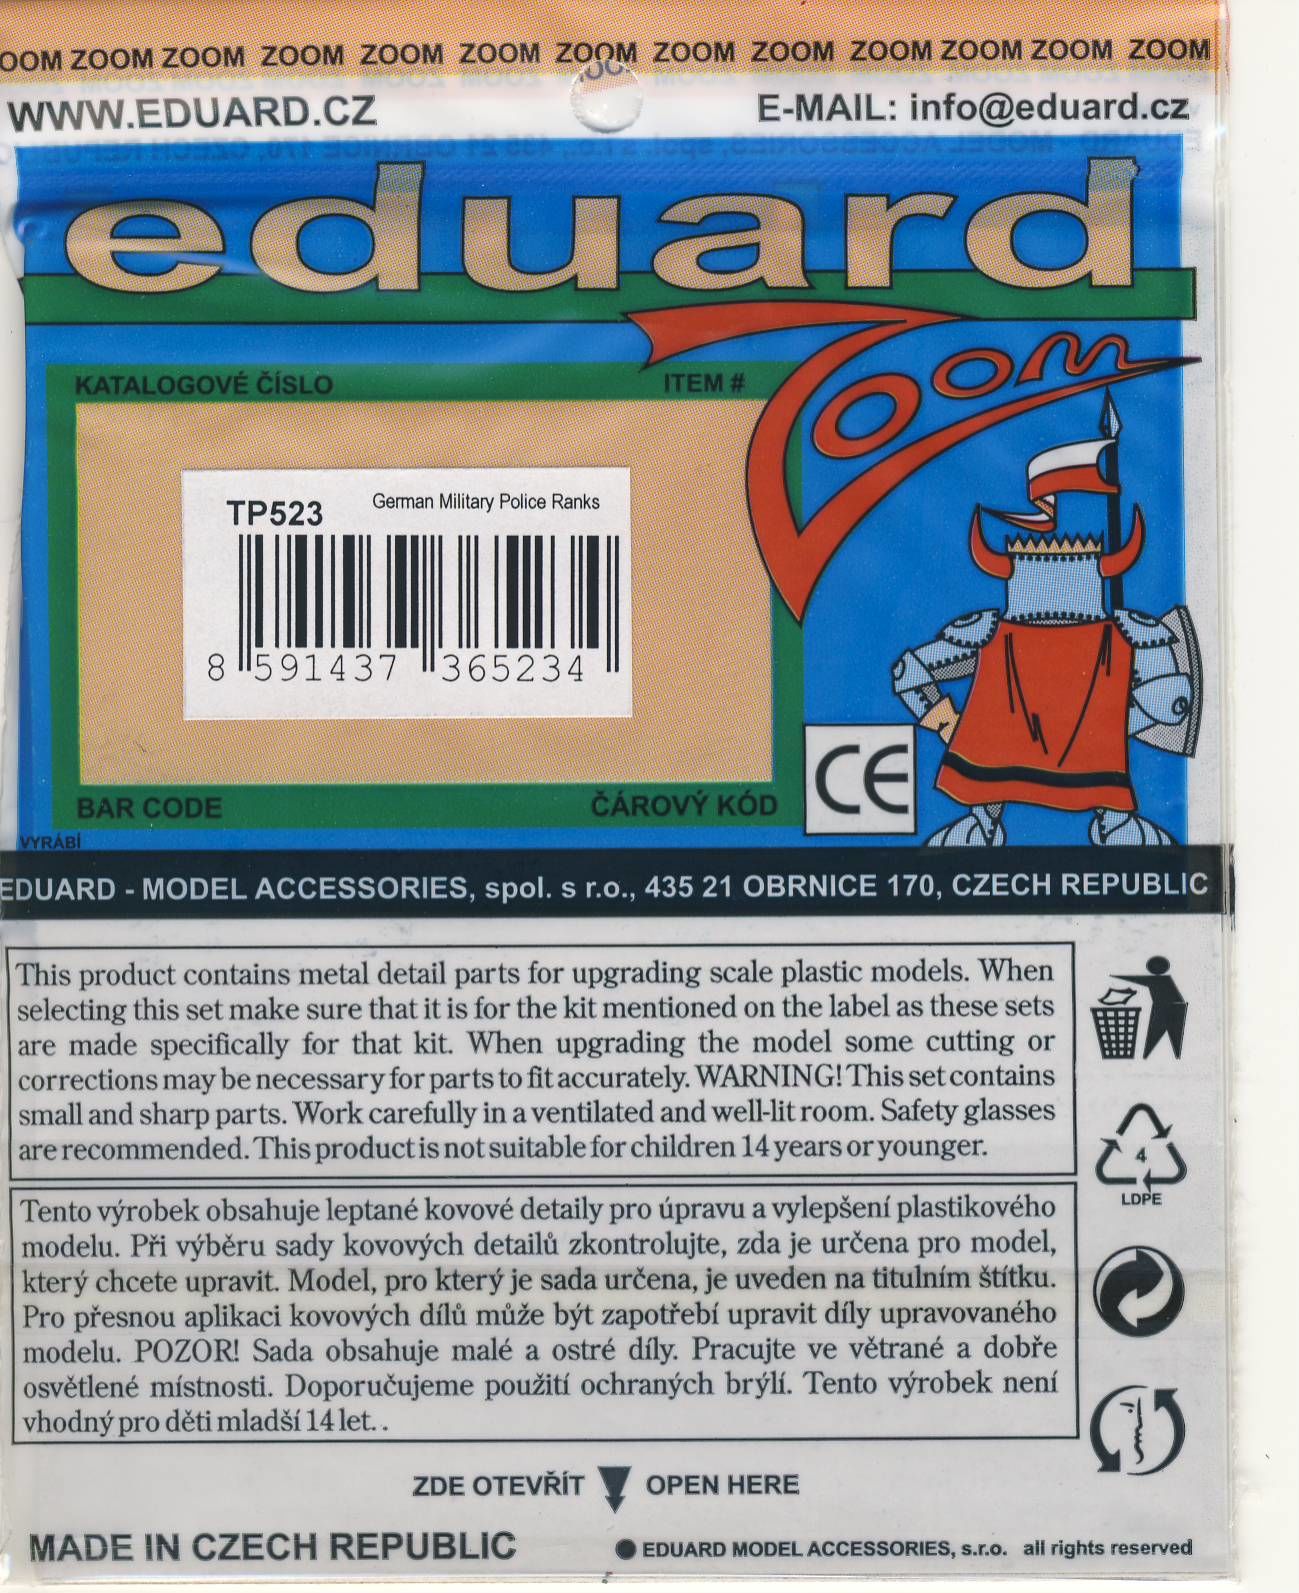 OOM ZOOM ZOOM ZOOM ZOOM ZOOM ZOOM ZOOM ZOOM ZOOM ZOOM ZOOM ZOOM
WWW.EDUARD.CZ E-MAIL: info@eduard.cz
eduard
Zoom
KATALOGOVÉ ČÍSLO ITEM #
TP523 German Military Police Ranks
8 591437 365234
BAR CODE ČÁROVÝ KÓD
CE
VYRÁBÍ
EDUARD - MODEL ACCESSORIES, spol. s r.o., 435 21 OBRNICE 170, CZECH REPUBLIC
This product contains metal detail parts for upgrading scale plastic models. When
selecting this set make sure that it is for the kit mentioned on the label as these sets
are made specifically for that kit. When upgrading the model some cutting or
corrections may be necessary for parts to fit accurately. WARNING! This set contains
small and sharp parts. Work carefully in a ventilated and well-lit room. Safety glasses
are recommended. This product is not suitable for children 14 years or younger.
4
LDPE
Tento výrobek obsahuje leptané kovové detaily pro úpravu a vylepšení plastikového
modelu. Při výběru sady kovových detailů zkontrolujte, zda je určena pro model,
který chcete upravit. Model, pro který je sada určena, je uveden na titulním štítku.
Pro přesnou aplikaci kovových dílů může být zapotřebí upravit díly upravovaného
modelu. POZOR! Sada obsahuje malé a ostré díly. Pracujte ve větrané a dobře
osvětlené místnosti. Doporučujeme použití ochraných brýlí. Tento výrobek není
vhodný pro děti mladší 14 let. .
ZDE OTEVŘÍT OPEN HERE
MADE IN CZECH REPUBLIC ● EDUARD MODEL ACCESSORIES, s.r.o. all rights reserved